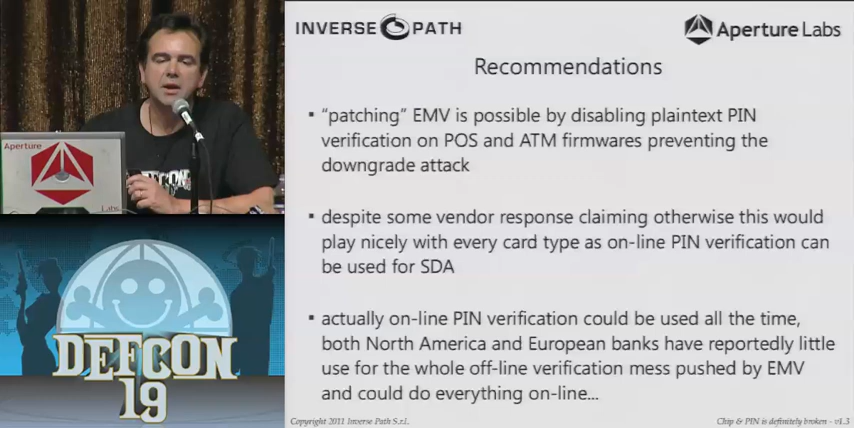 INVERSE PATH
Aperture Labs
Recommendations
"patching" EMV is possible by disabling plaintext PIN
verification on POS and ATM firmwares preventing the
downgrade attack
despite some vendor response claiming otherwise this would
play nicely with every card type as on-line PIN verification can
be used for SDA
actually on-line PIN verification could be used all the time,
both North America and European banks have reportedly little
use for the whole off-line verification mess pushed by EMV
and could do everything on-line...
Copyright 2011 Inverse Path S.r.l.
Chip & PIN is definitely broken - v1.3
Aperture
Labs
DEFCON
19